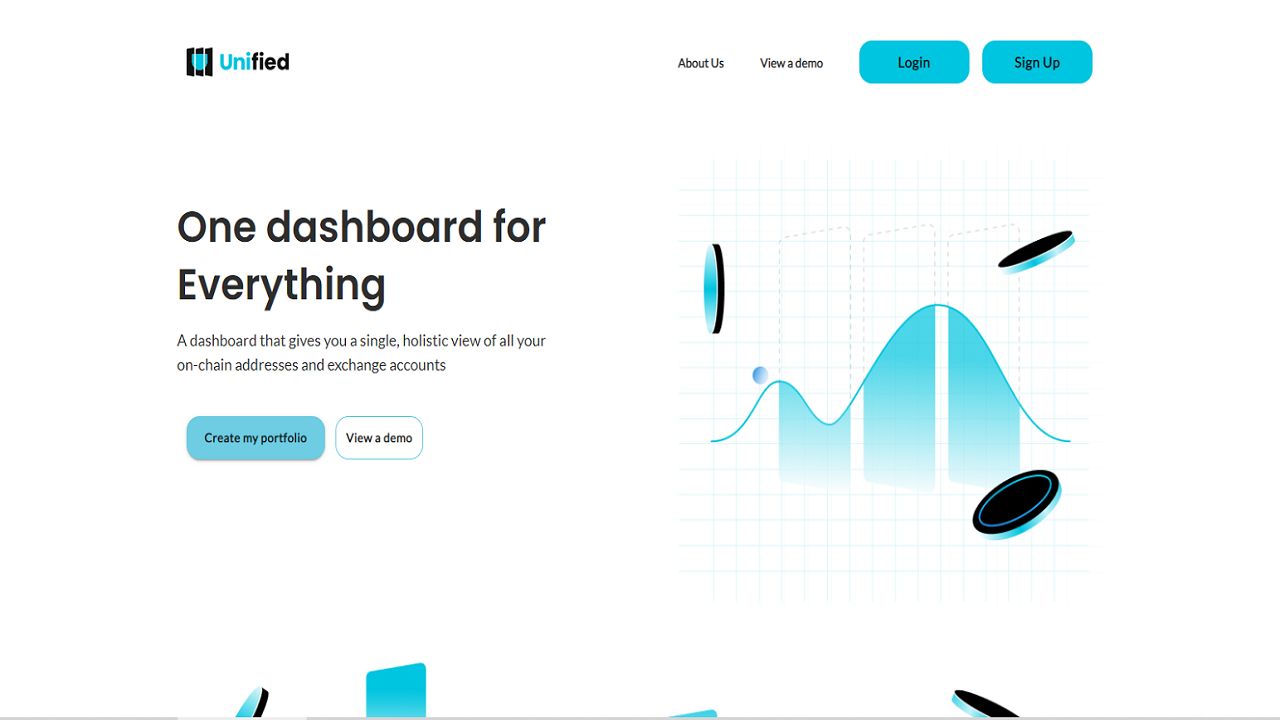 Unified
About Us
View a demo
Login
Sign Up
One dashboard for
Everything
A dashboard that gives you a single, holistic view of all your
on-chain addresses and exchange accounts
Create my portfolio
View a demo